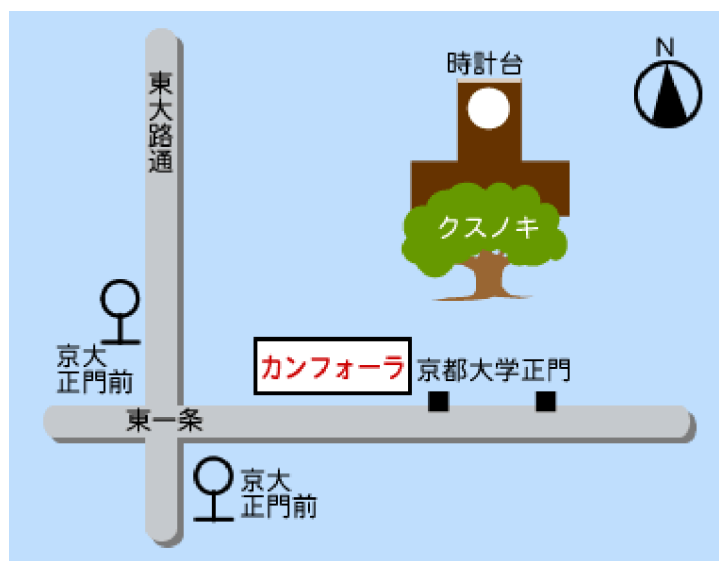 時計台
N
東大路通
クスノキ
京大
正門前
カンフォーラ
京都大学正門
東一条
京大
正門前